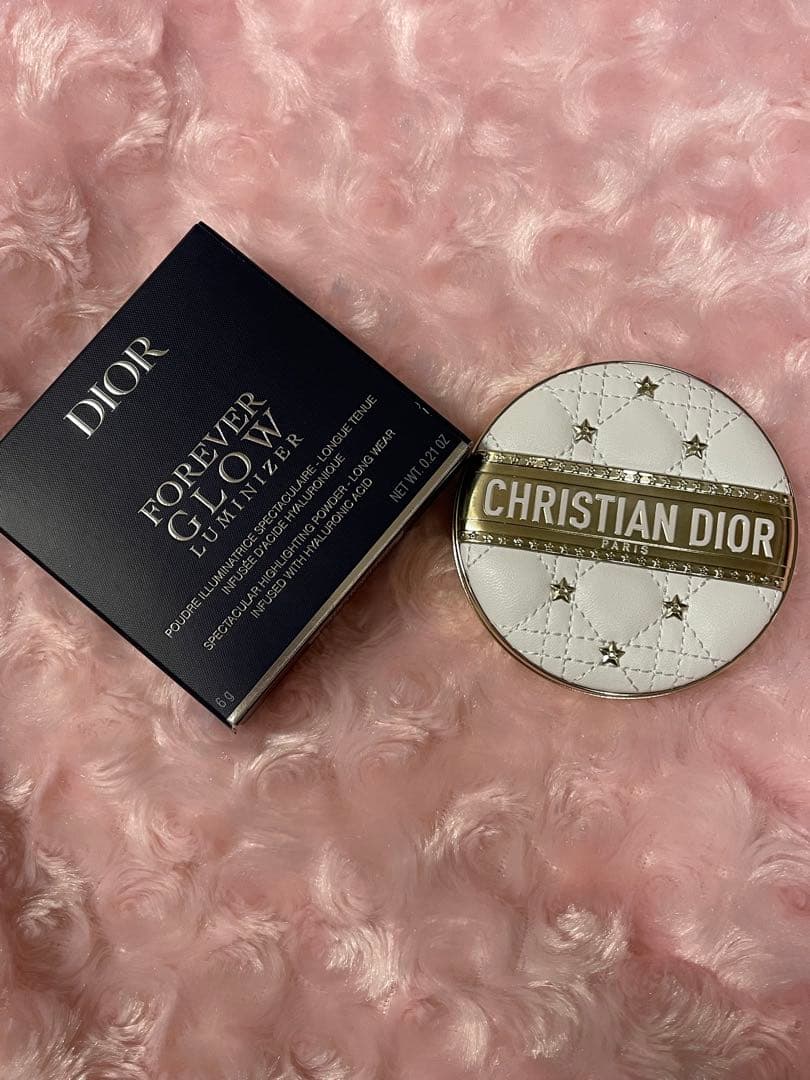 DIOR
FOREVER
GLOW
LUMINIZER
POUDRE ILLUMINATRICE SPECTACULAIRE - LONGUE TENUE
INFUSÉE D'ACIDE HYALURONIQUE
SPECTACULAR HIGHLIGHTING POWDER - LONG WEAR
INFUSED WITH HYALURONIC ACID
6 g
NET WT. 0.21 OZ
CHRISTIAN DIOR
PARIS